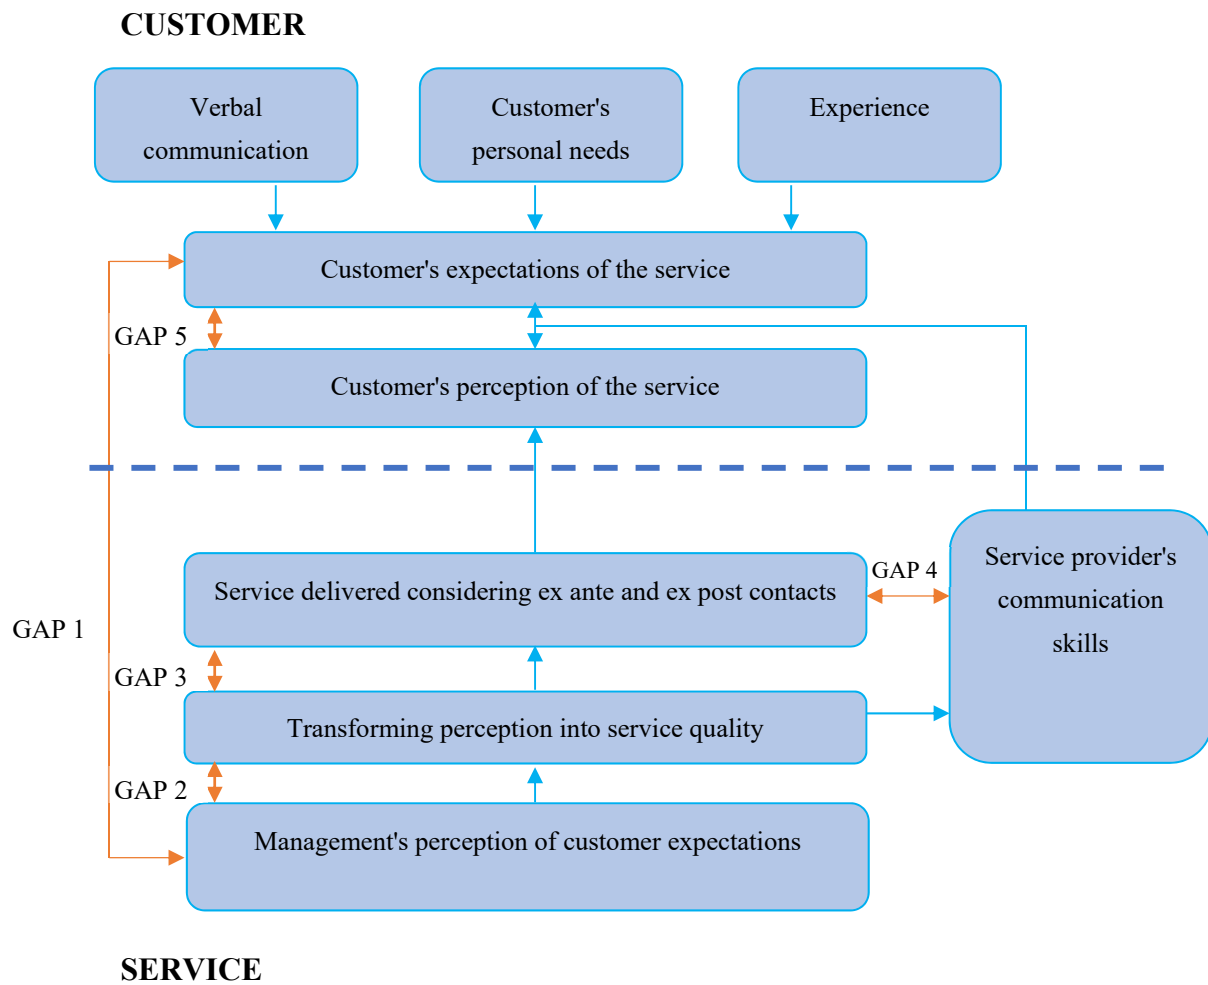 CUSTOMER
Verbal
communication
Customer's
personal needs
Experience
Customer's expectations of the service
GAP 5
Customer's perception of the service
Service delivered considering ex ante and ex post contacts
GAP 4
Service provider's
communication
skills
GAP 1
GAP 3
Transforming perception into service quality
GAP 2
Management's perception of customer expectations
SERVICE